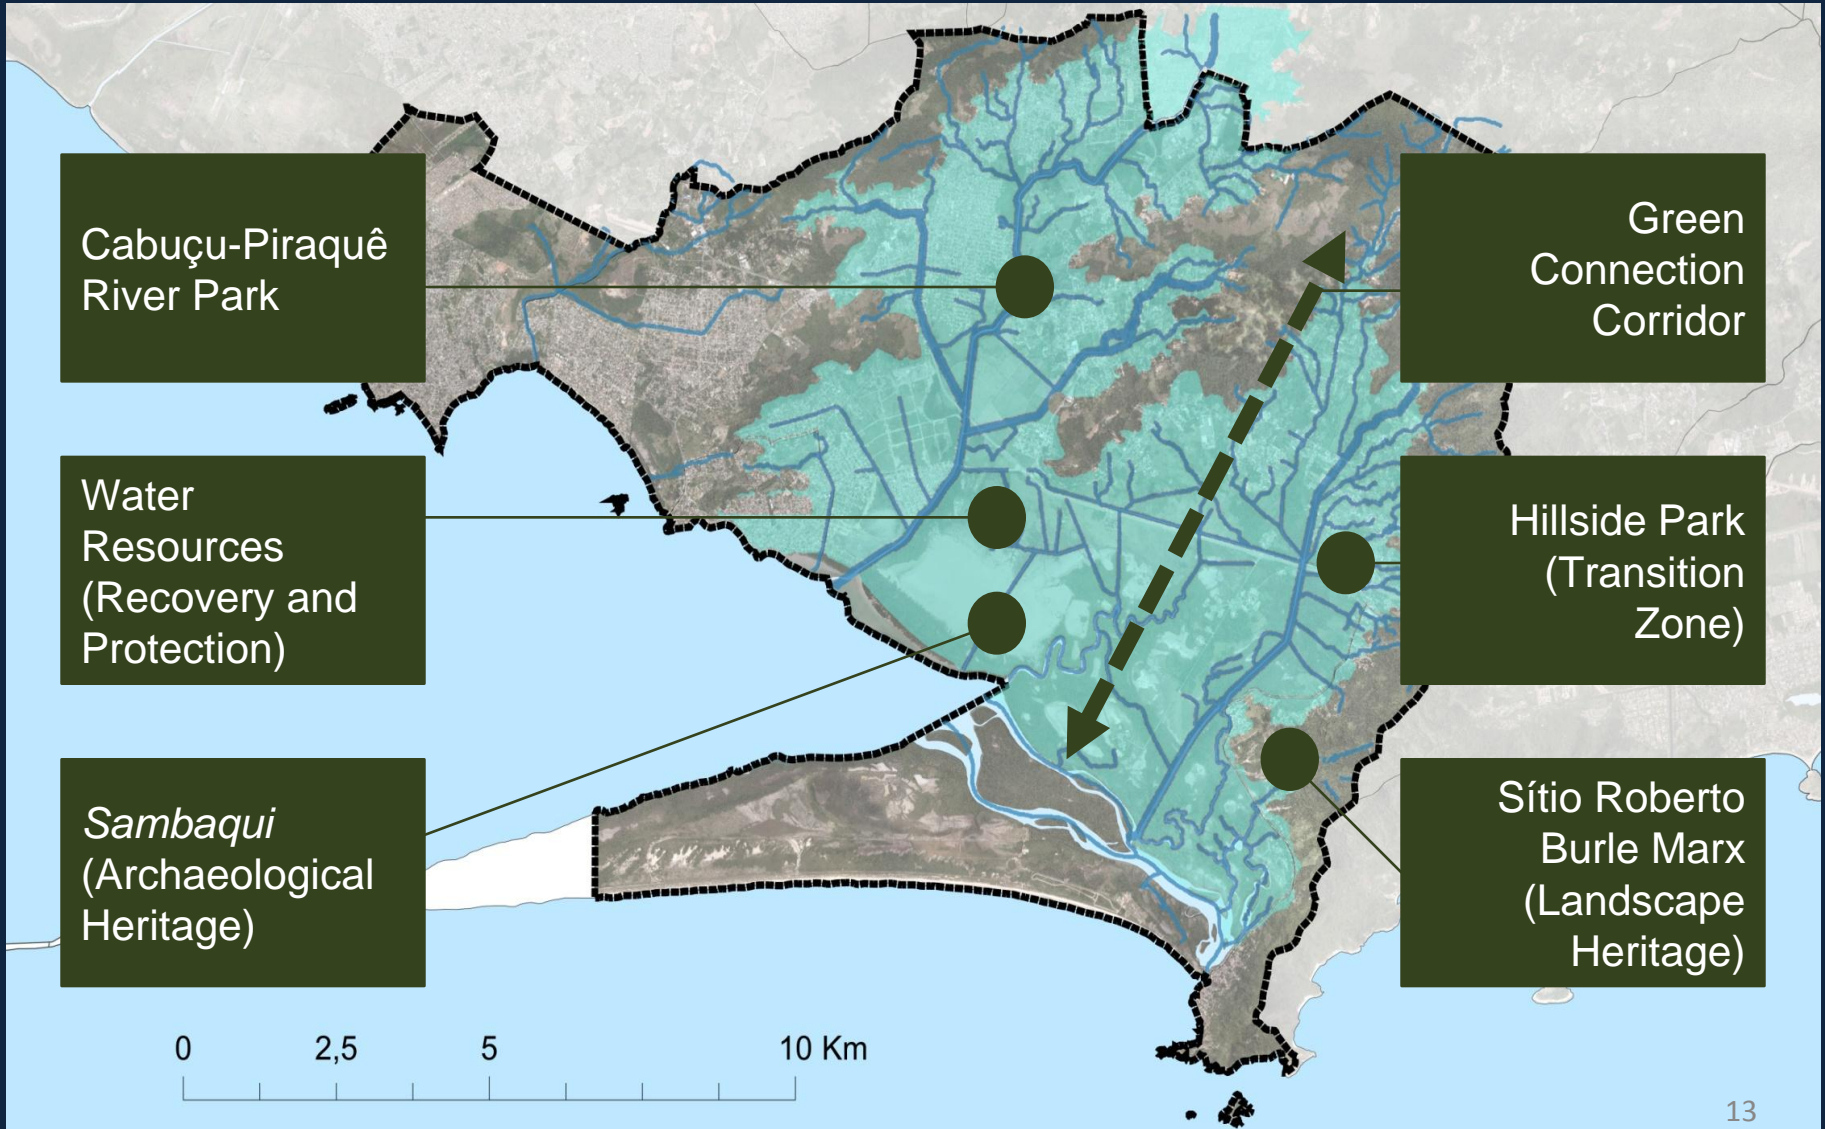 Cabuçu-Piraquê
River Park
Water
Resources
(Recovery and
Protection)
Sambaqui
(Archaeological
Heritage)
Green
Connection
Corridor
Hillside Park
(Transition
Zone)
Sítio Roberto
Burle Marx
(Landscape
Heritage)
0 2,5 5 10 Km
13